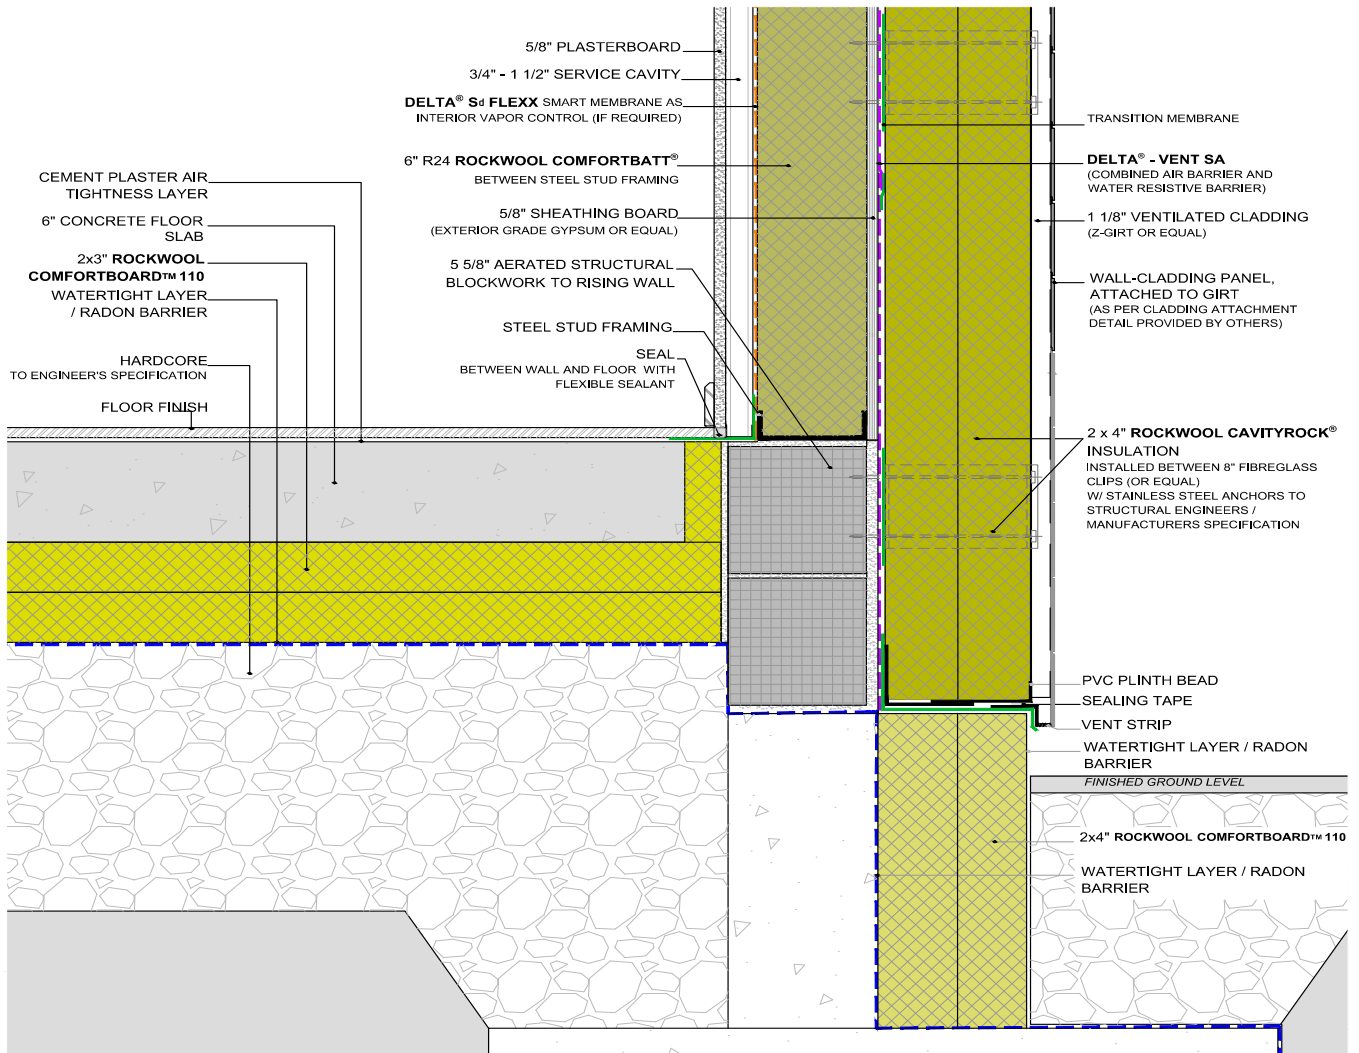 5/8" PLASTERBOARD
3/4" - 1 1/2" SERVICE CAVITY
DELTA® Sd FLEXX SMART MEMBRANE AS
INTERIOR VAPOR CONTROL (IF REQUIRED)
6" R24 ROCKWOOL COMFORTBATT®
BETWEEN STEEL STUD FRAMING
5/8" SHEATHING BOARD
(EXTERIOR GRADE GYPSUM OR EQUAL)
5 5/8" AERATED STRUCTURAL
BLOCKWORK TO RISING WALL
STEEL STUD FRAMING
SEAL
BETWEEN WALL AND FLOOR WITH
FLEXIBLE SEALANT
CEMENT PLASTER AIR
TIGHTNESS LAYER
6" CONCRETE FLOOR
SLAB
2x3" ROCKWOOL
COMFORTBOARD™ 110
WATERTIGHT LAYER
/ RADON BARRIER
HARDCORE
TO ENGINEER'S SPECIFICATION
FLOOR FINISH
TRANSITION MEMBRANE
DELTA® - VENT SA
(COMBINED AIR BARRIER AND
WATER RESISTIVE BARRIER)
1 1/8" VENTILATED CLADDING
(Z-GIRT OR EQUAL)
WALL-CLADDING PANEL,
ATTACHED TO GIRT
(AS PER CLADDING ATTACHMENT
DETAIL PROVIDED BY OTHERS)
2 x 4" ROCKWOOL CAVITYROCK®
INSULATION
INSTALLED BETWEEN 8" FIBREGLASS
CLIPS (OR EQUAL)
W/ STAINLESS STEEL ANCHORS TO
STRUCTURAL ENGINEERS /
MANUFACTURERS SPECIFICATION
PVC PLINTH BEAD
SEALING TAPE
VENT STRIP
WATERTIGHT LAYER / RADON
BARRIER
FINISHED GROUND LEVEL
2x4" ROCKWOOL COMFORTBOARD™ 110
WATERTIGHT LAYER / RADON
BARRIER